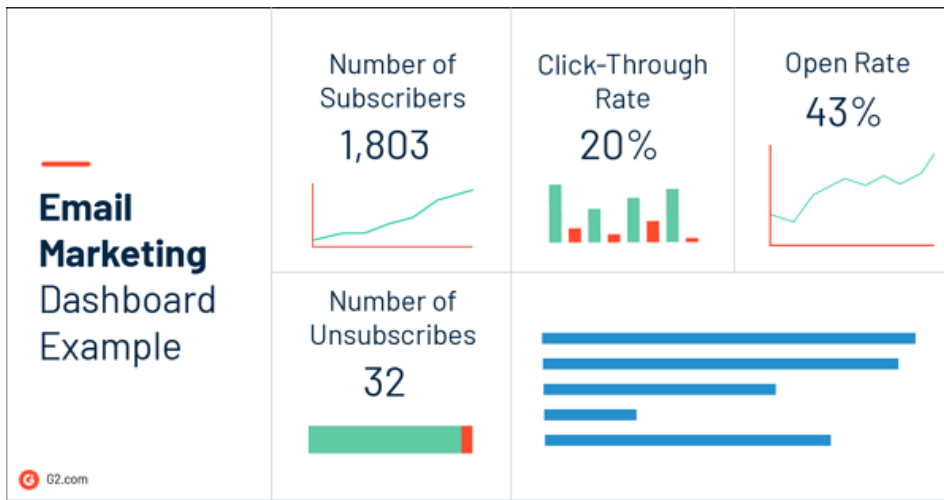 Email
Marketing
Dashboard
Example
G2.com
Number of
Subscribers
1,803
Click-Through
Rate
20%
Open Rate
43%
Number of
Unsubscribes
32